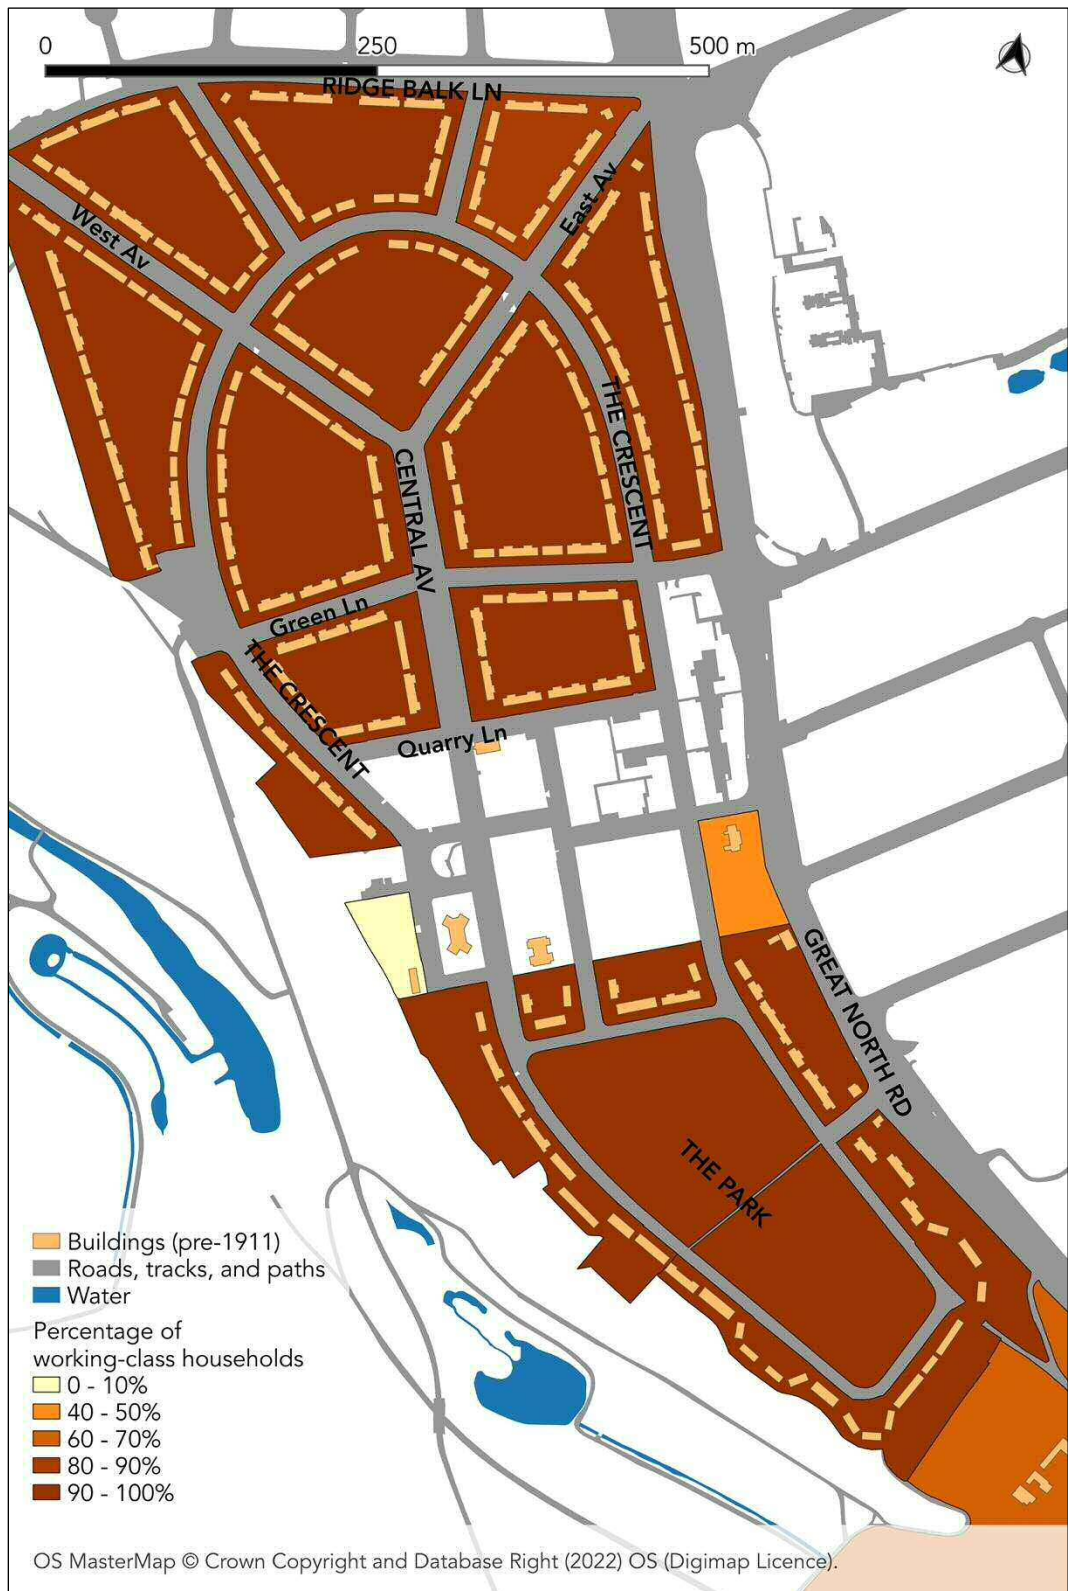 0 250 500 m
RIDGE BALK LN
East Av
West Av
THE CRESCENT
CENTRAL AV
Green Ln
THE CRESCENT
Quarry Ln
GREAT NORTH RD
THE PARK
Buildings (pre-1911)
Roads, tracks, and paths
Water
Percentage of
working-class households
0 - 10%
40 - 50%
60 - 70%
80 - 90%
90 - 100%
OS MasterMap © Crown Copyright and Database Right (2022) OS (Digimap Licence).